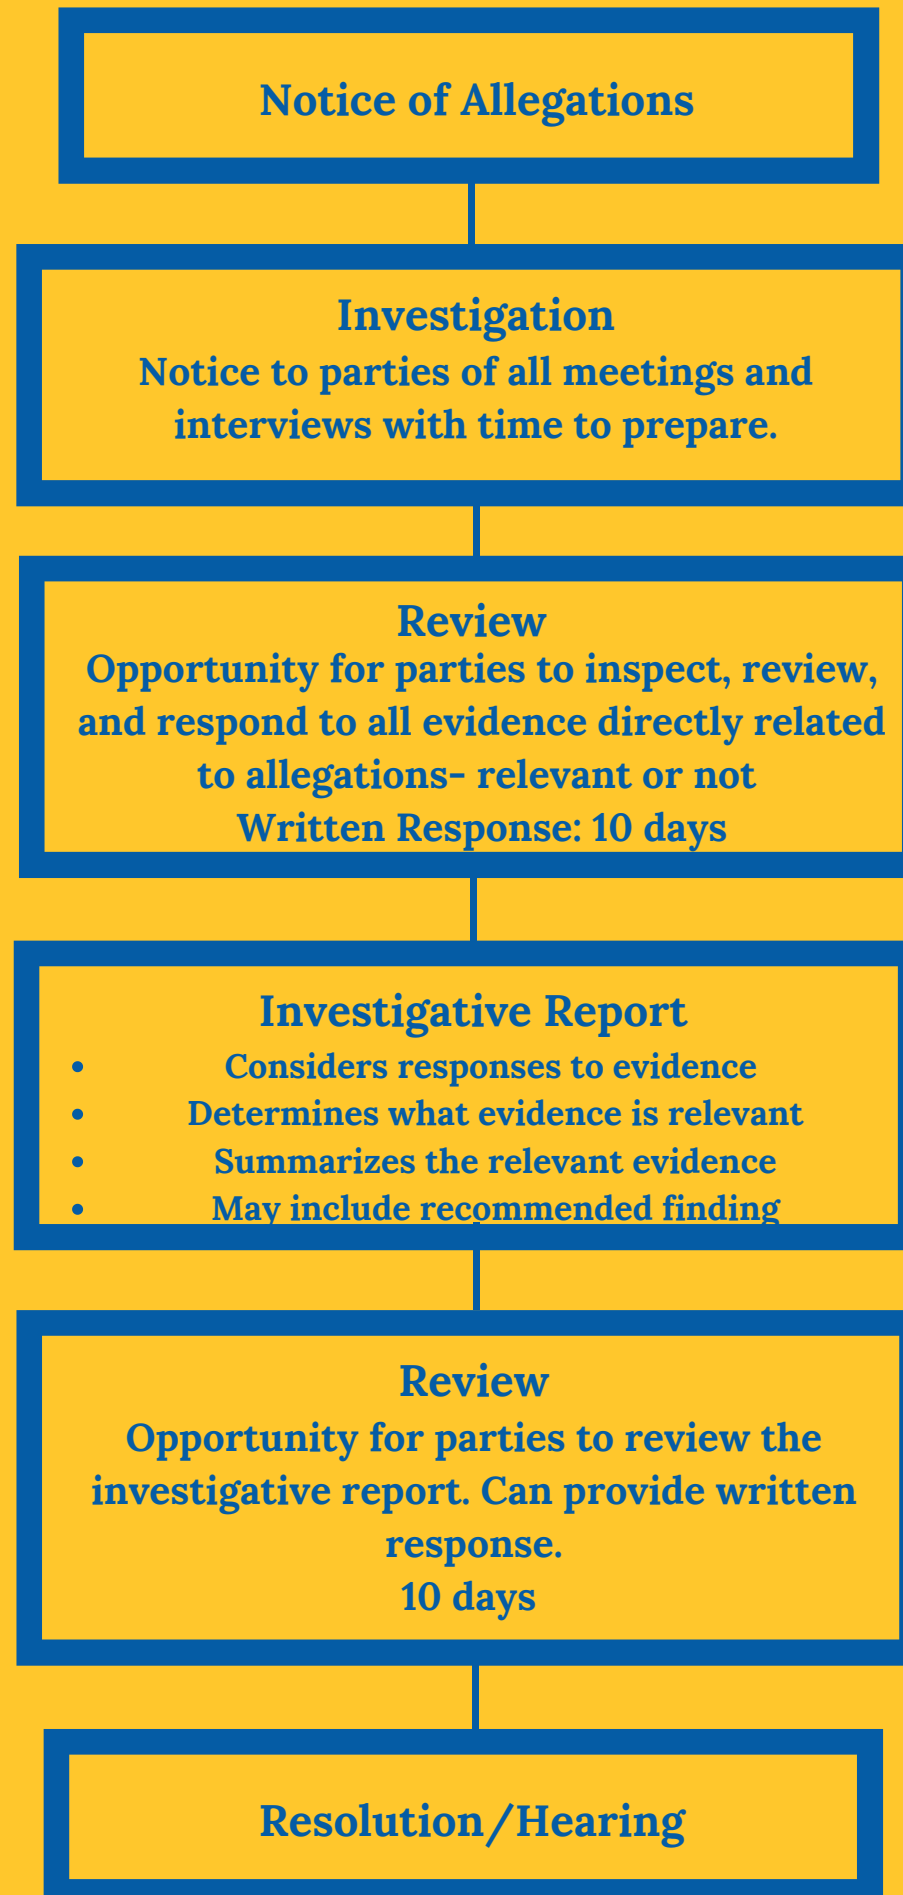 Notice of Allegations
Investigation
Notice to parties of all meetings and
interviews with time to prepare.
Review
Opportunity for parties to inspect, review,
and respond to all evidence directly related
to allegations- relevant or not
Written Response: 10 days
Investigative Report
• Considers responses to evidence
• Determines what evidence is relevant
• Summarizes the relevant evidence
• May include recommended finding
Review
Opportunity for parties to review the
investigative report. Can provide written
response.
10 days
Resolution/Hearing